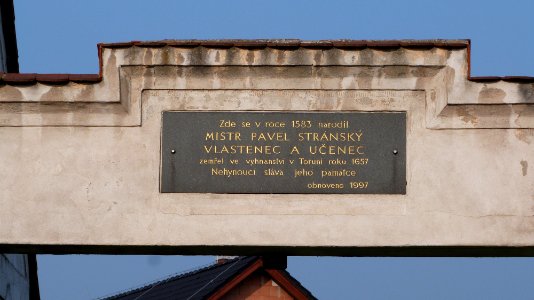 Zde se v roce 1583 narodil
MISTR PAVEL STRÁNSKÝ
VLASTENEC A UČENEC
zemřel ve vyhnanství v Toruni roku 1657
Nehynoucí sláva jeho památce
obnoveno 1997